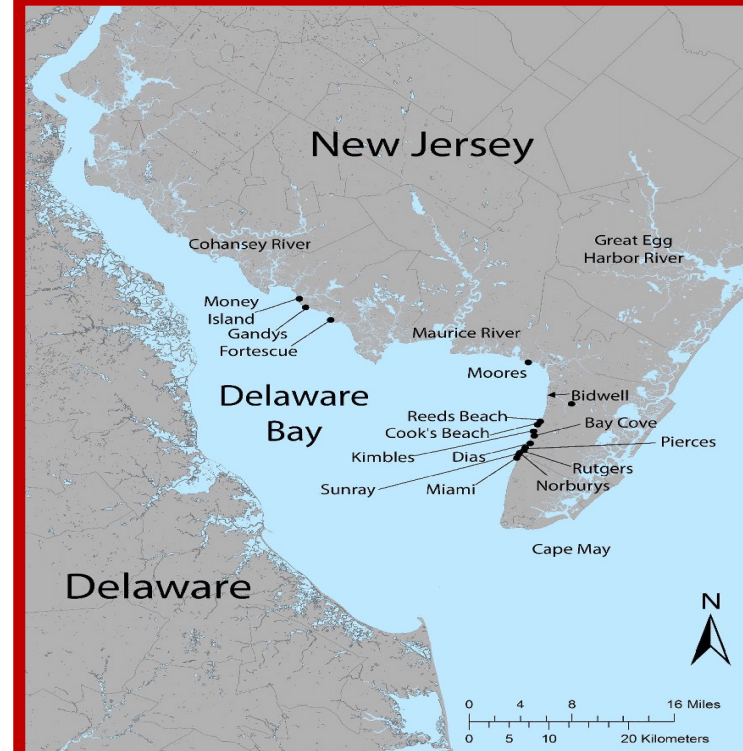 New Jersey
Cohansey River
Great Egg
Harbor River
Money
Island
Gandys
Fortescue
Maurice River
Moores
Delaware
Bay
Bidwell
Reeds Beach
Cook's Beach
Bay Cove
Pierces
Kimbles
Dias
Rutgers
Sunray
Miami
Norburys
Cape May
Delaware
N
0 8 16 Miles
0 5 10 20 Kilometers